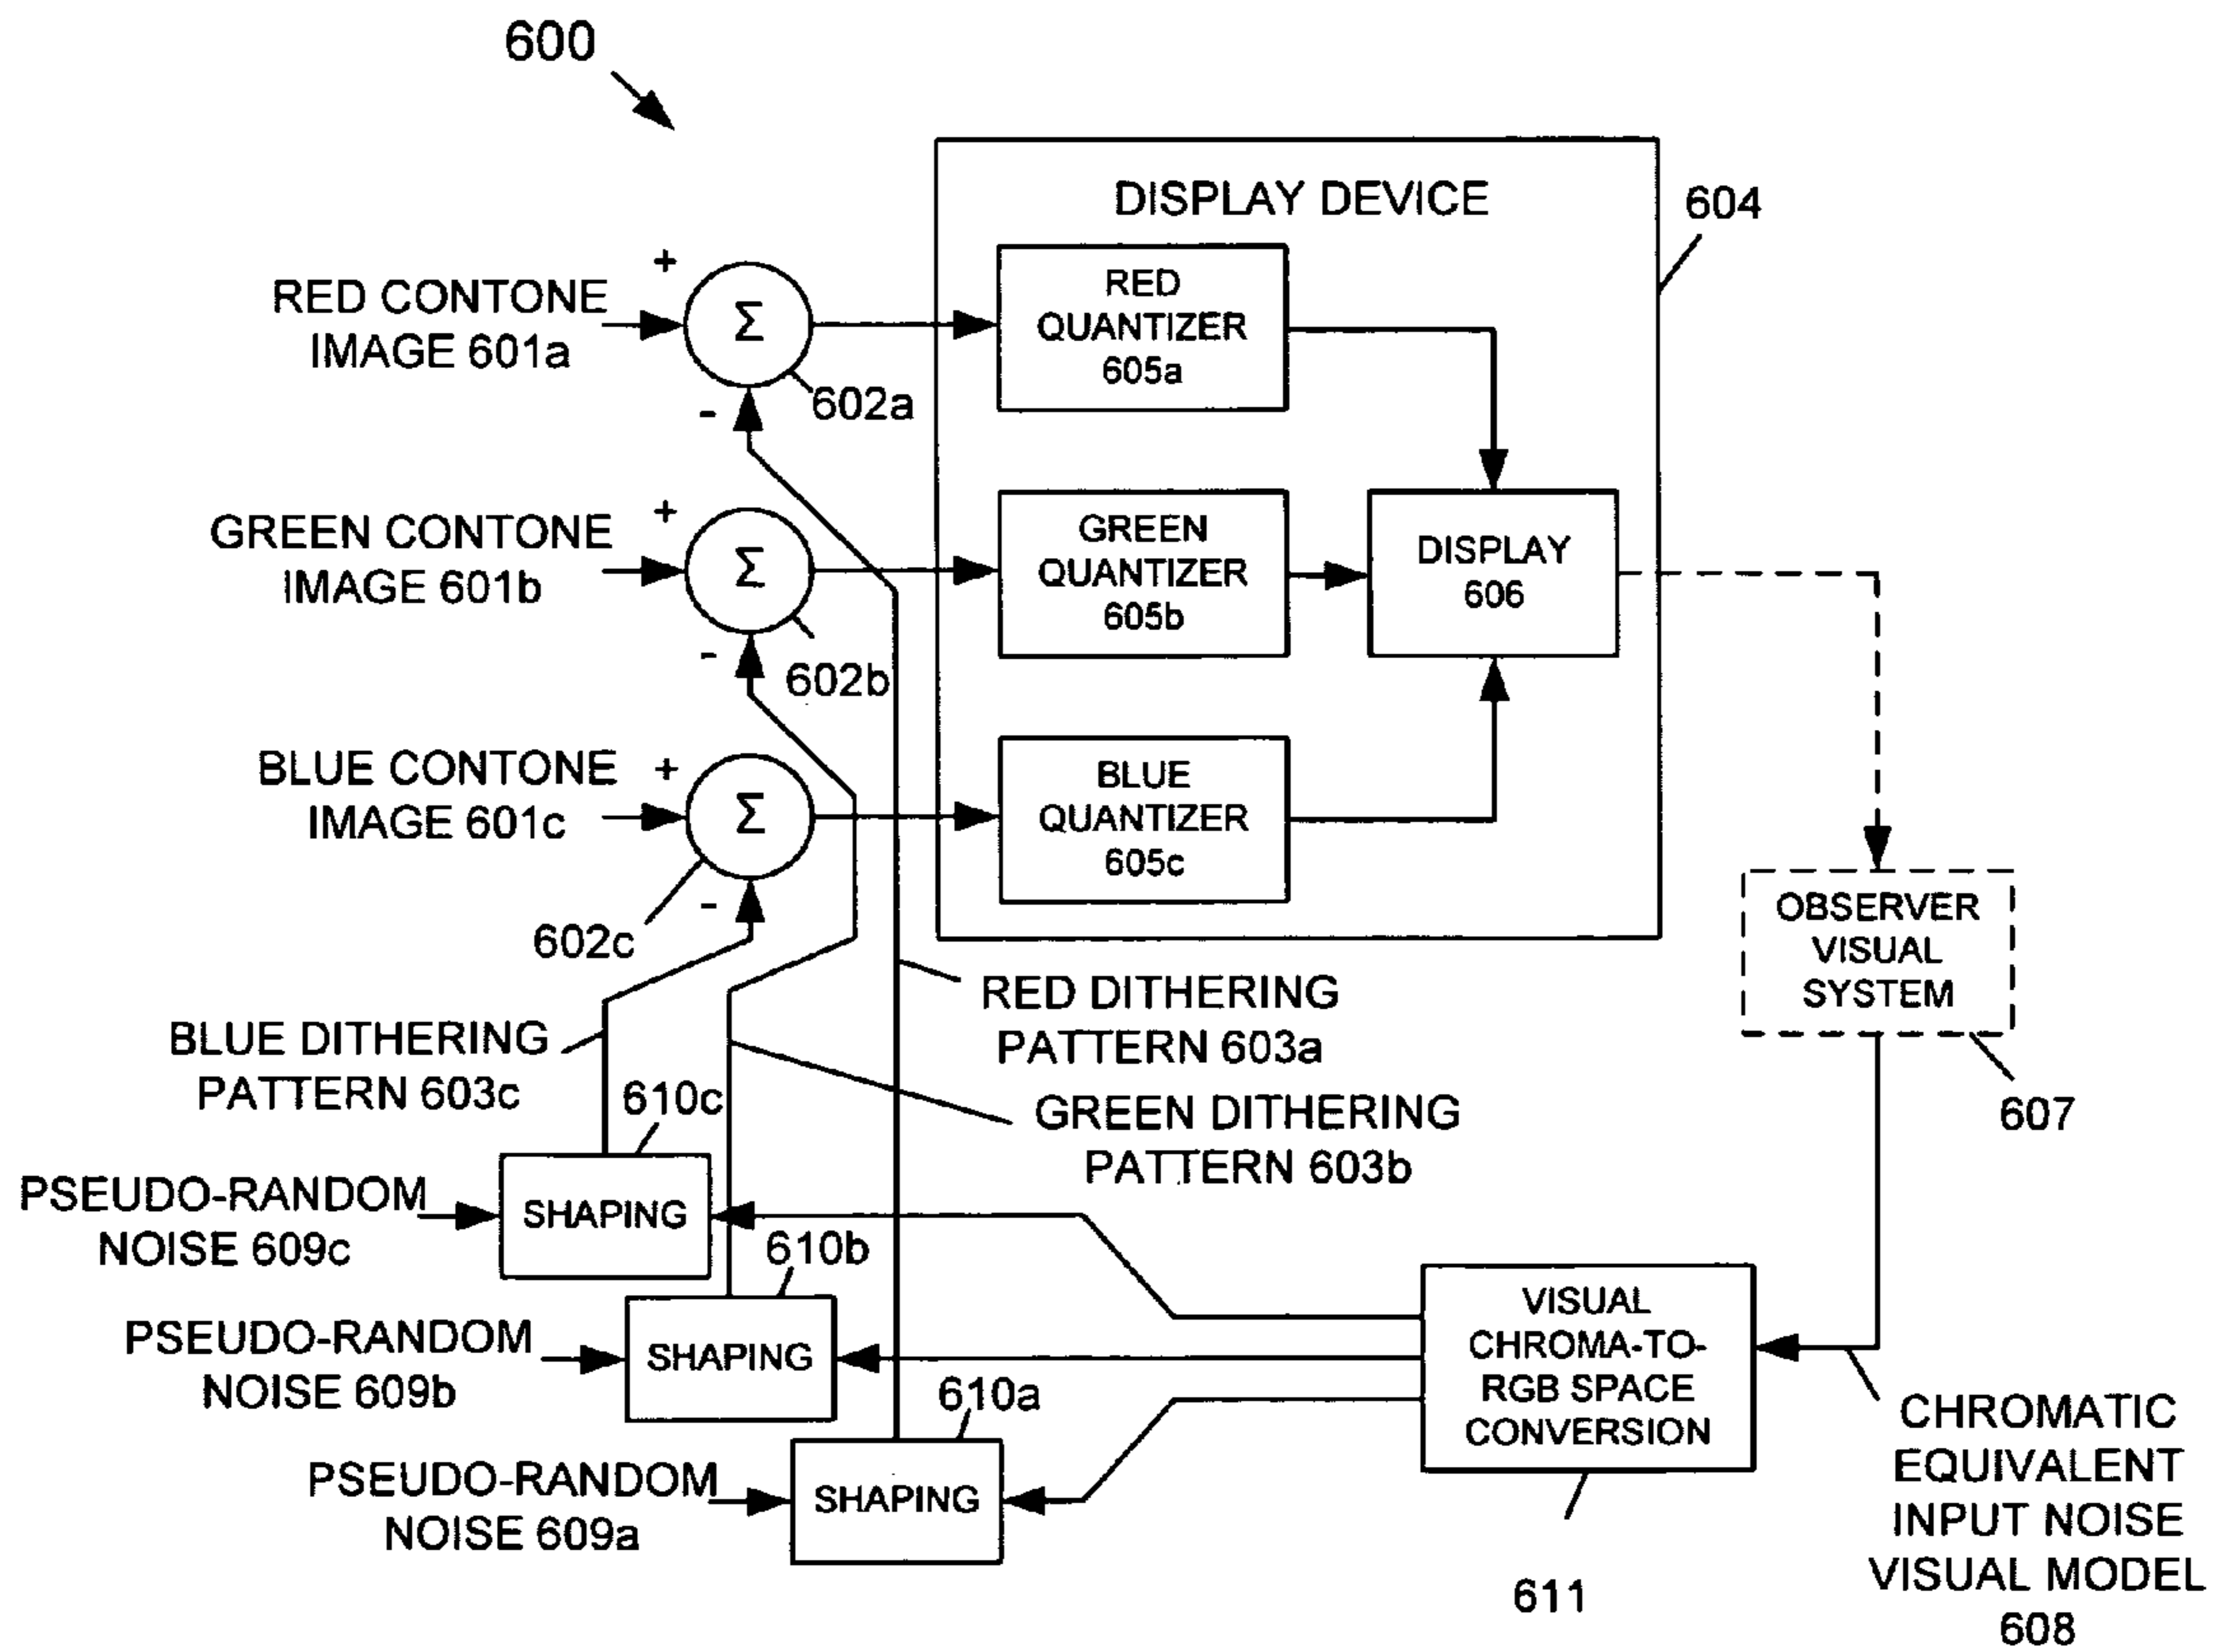 600
DISPLAY DEVICE
604
RED CONTONE
IMAGE 601a
+
Σ
-
602a
RED
QUANTIZER
605a
GREEN CONTONE
IMAGE 601b
+
Σ
-
602b
GREEN
QUANTIZER
605b
DISPLAY
606
BLUE CONTONE
IMAGE 601c
+
Σ
-
602c
BLUE
QUANTIZER
605c
OBSERVER
VISUAL
SYSTEM
607
RED DITHERING
PATTERN 603a
BLUE DITHERING
PATTERN 603c
GREEN DITHERING
PATTERN 603b
610c
PSEUDO-RANDOM
NOISE 609c
SHAPING
610b
PSEUDO-RANDOM
NOISE 609b
SHAPING
610a
PSEUDO-RANDOM
NOISE 609a
SHAPING
VISUAL
CHROMA-TO-
RGB SPACE
CONVERSION
611
CHROMATIC
EQUIVALENT
INPUT NOISE
VISUAL MODEL
608